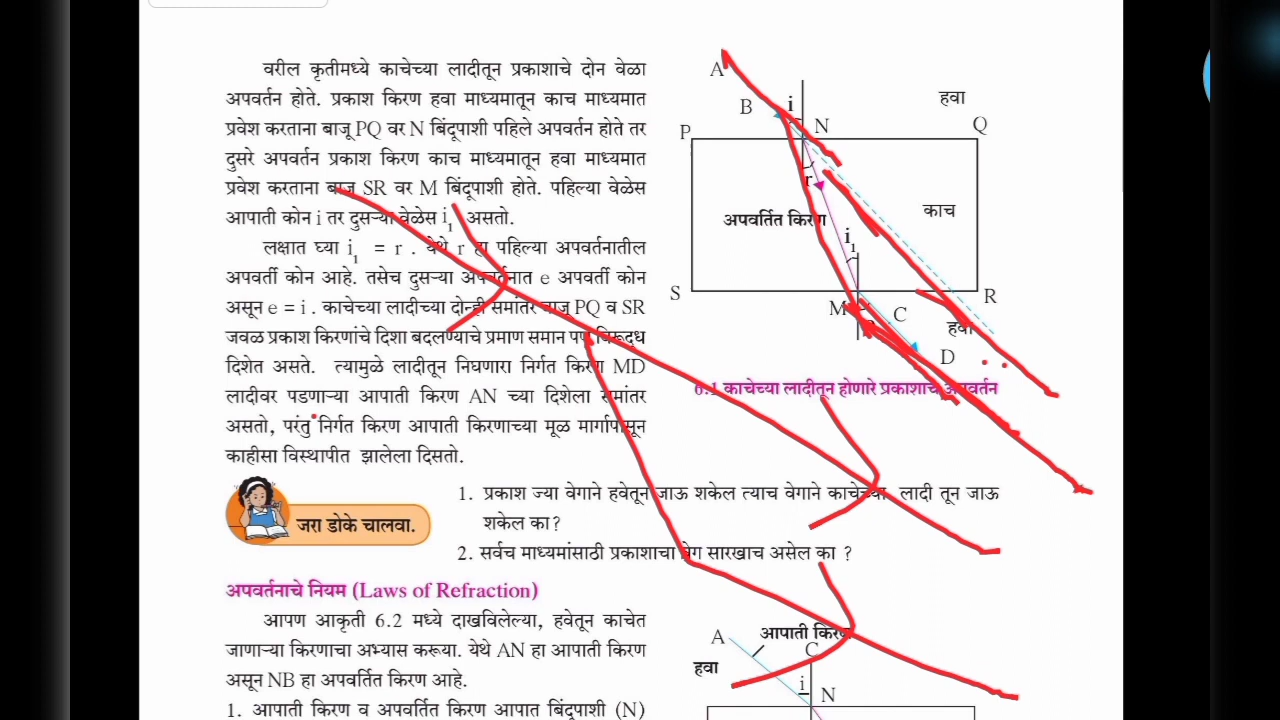 वरील कृतीमध्ये काचेच्या लादीतून प्रकाशाचे दोन वेळा
अपवर्तन होते. प्रकाश किरण हवा माध्यमातून काच माध्यमात
प्रवेश करताना बाजू PQ वर N बिंदूपाशी पहिले अपवर्तन होते तर
दुसरे अपवर्तन प्रकाश किरण काच माध्यमातून हवा माध्यमात
प्रवेश करताना बाजू SR वर M बिंदूपाशी होते. पहिल्या वेळेस
आपाती कोन i तर दुसऱ्या वेळेस i₁ असतो.
लक्षात घ्या i₁ = r . येथे r हा पहिल्या अपवर्तनातील
अपवर्ती कोन आहे. तसेच दुसऱ्या अपवर्तनात e अपवर्ती कोन
असून e = i . काचेच्या लादीच्या दोन्ही समांतर बाजू PQ व SR
जवळ प्रकाश किरणांचे दिशा बदलण्याचे प्रमाण समान पण विरूद्ध
दिशेत असते. त्यामुळे लादीतून निघणारा निर्गत किरण MD
लादीवर पडणाऱ्या आपाती किरण AN च्या दिशेला समांतर
असतो, परंतु निर्गत किरण आपाती किरणाच्या मूळ मार्गापासून
काहीसा विस्थापीत झालेला दिसतो.
A
B
i
N
हवा
P
Q
r
अपवर्तित किरण
काच
i₁
S
R
M
C
हवा
D
6.1 काचेच्या लादीतून होणारे प्रकाशाचे अपवर्तन
जरा डोके चालवा.
1. प्रकाश ज्या वेगाने हवेतून जाऊ शकेल त्याच वेगाने काचेच्या लादी तून जाऊ
शकेल का?
2. सर्वच माध्यमांसाठी प्रकाशाचा वेग सारखाच असेल का ?
अपवर्तनाचे नियम (Laws of Refraction)
आपण आकृती 6.2 मध्ये दाखविलेल्या, हवेतून काचेत
जाणाऱ्या किरणाचा अभ्यास करूया. येथे AN हा आपाती किरण
असून NB हा अपवर्तित किरण आहे.
1. आपाती किरण व अपवर्तित किरण आपात बिंदूपाशी (N)
A
आपाती किरण
C
हवा
i
N